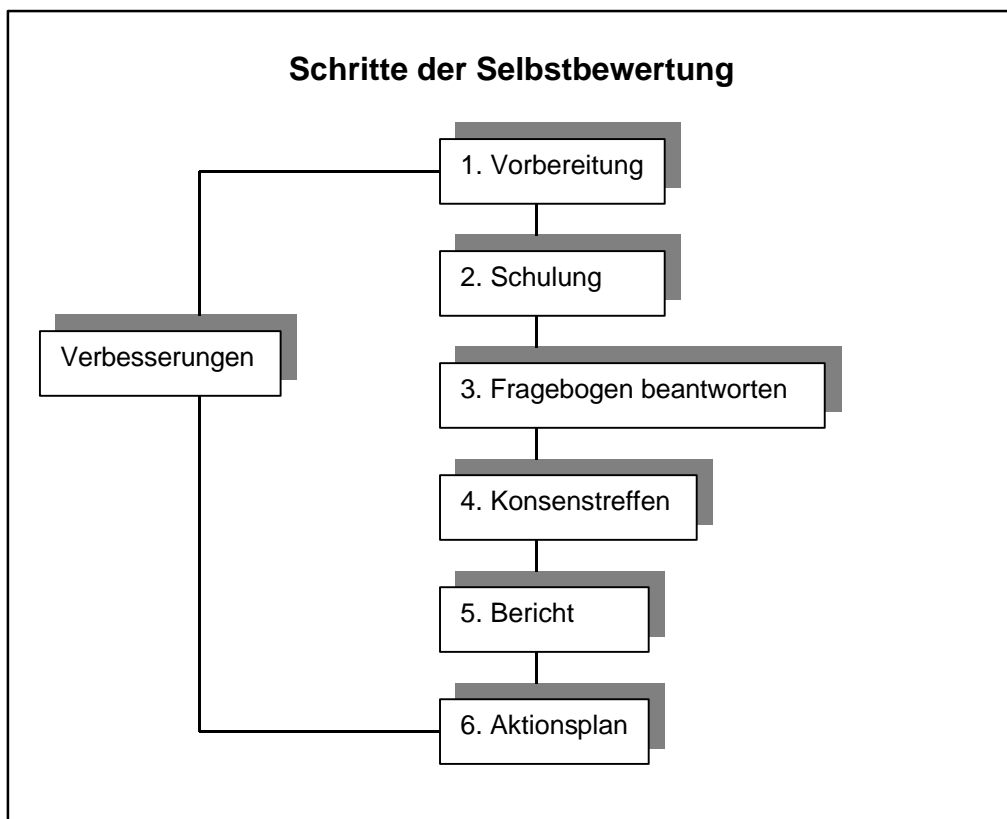 Schritte der Selbstbewertung
1. Vorbereitung
2. Schulung
Verbesserungen
3. Fragebogen beantworten
4. Konsenstreffen
5. Bericht
6. Aktionsplan